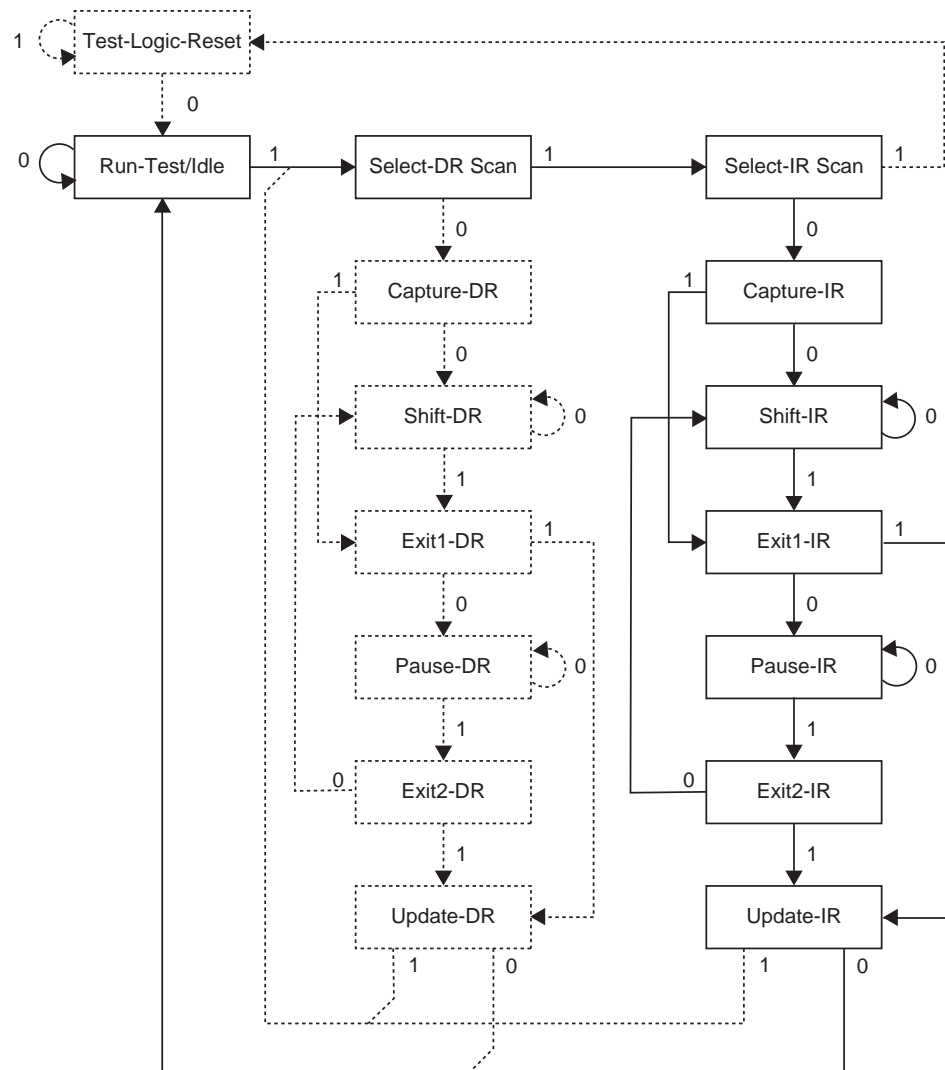 1
Test-Logic-Reset
0
0
Run-Test/Idle
1
Select-DR Scan
1
Select-IR Scan
1
0
0
1
Capture-DR
1
Capture-IR
0
0
Shift-DR
0
Shift-IR
0
1
1
Exit1-DR
1
Exit1-IR
1
0
0
Pause-DR
0
Pause-IR
0
1
1
0
Exit2-DR
0
Exit2-IR
1
1
Update-DR
Update-IR
1
0
1
0